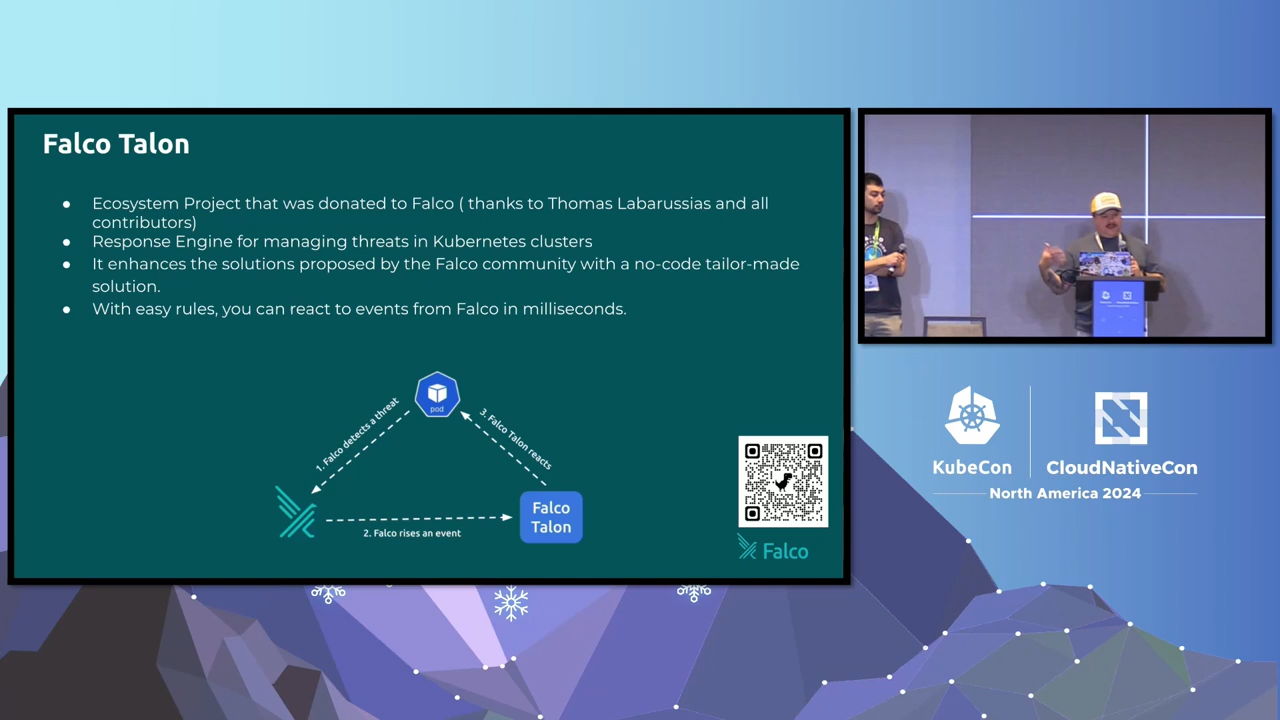 Falco Talon
Ecosystem Project that was donated to Falco ( thanks to Thomas Labarussias and all
contributors)
Response Engine for managing threats in Kubernetes clusters
It enhances the solutions proposed by the Falco community with a no-code tailor-made
solution.
With easy rules, you can react to events from Falco in milliseconds.
pod
1. Falco detects a threat
3. Falco Talon reacts
Falco
Talon
2. Falco rises an event
Falco
KubeCon
CloudNativeCon
North America 2024